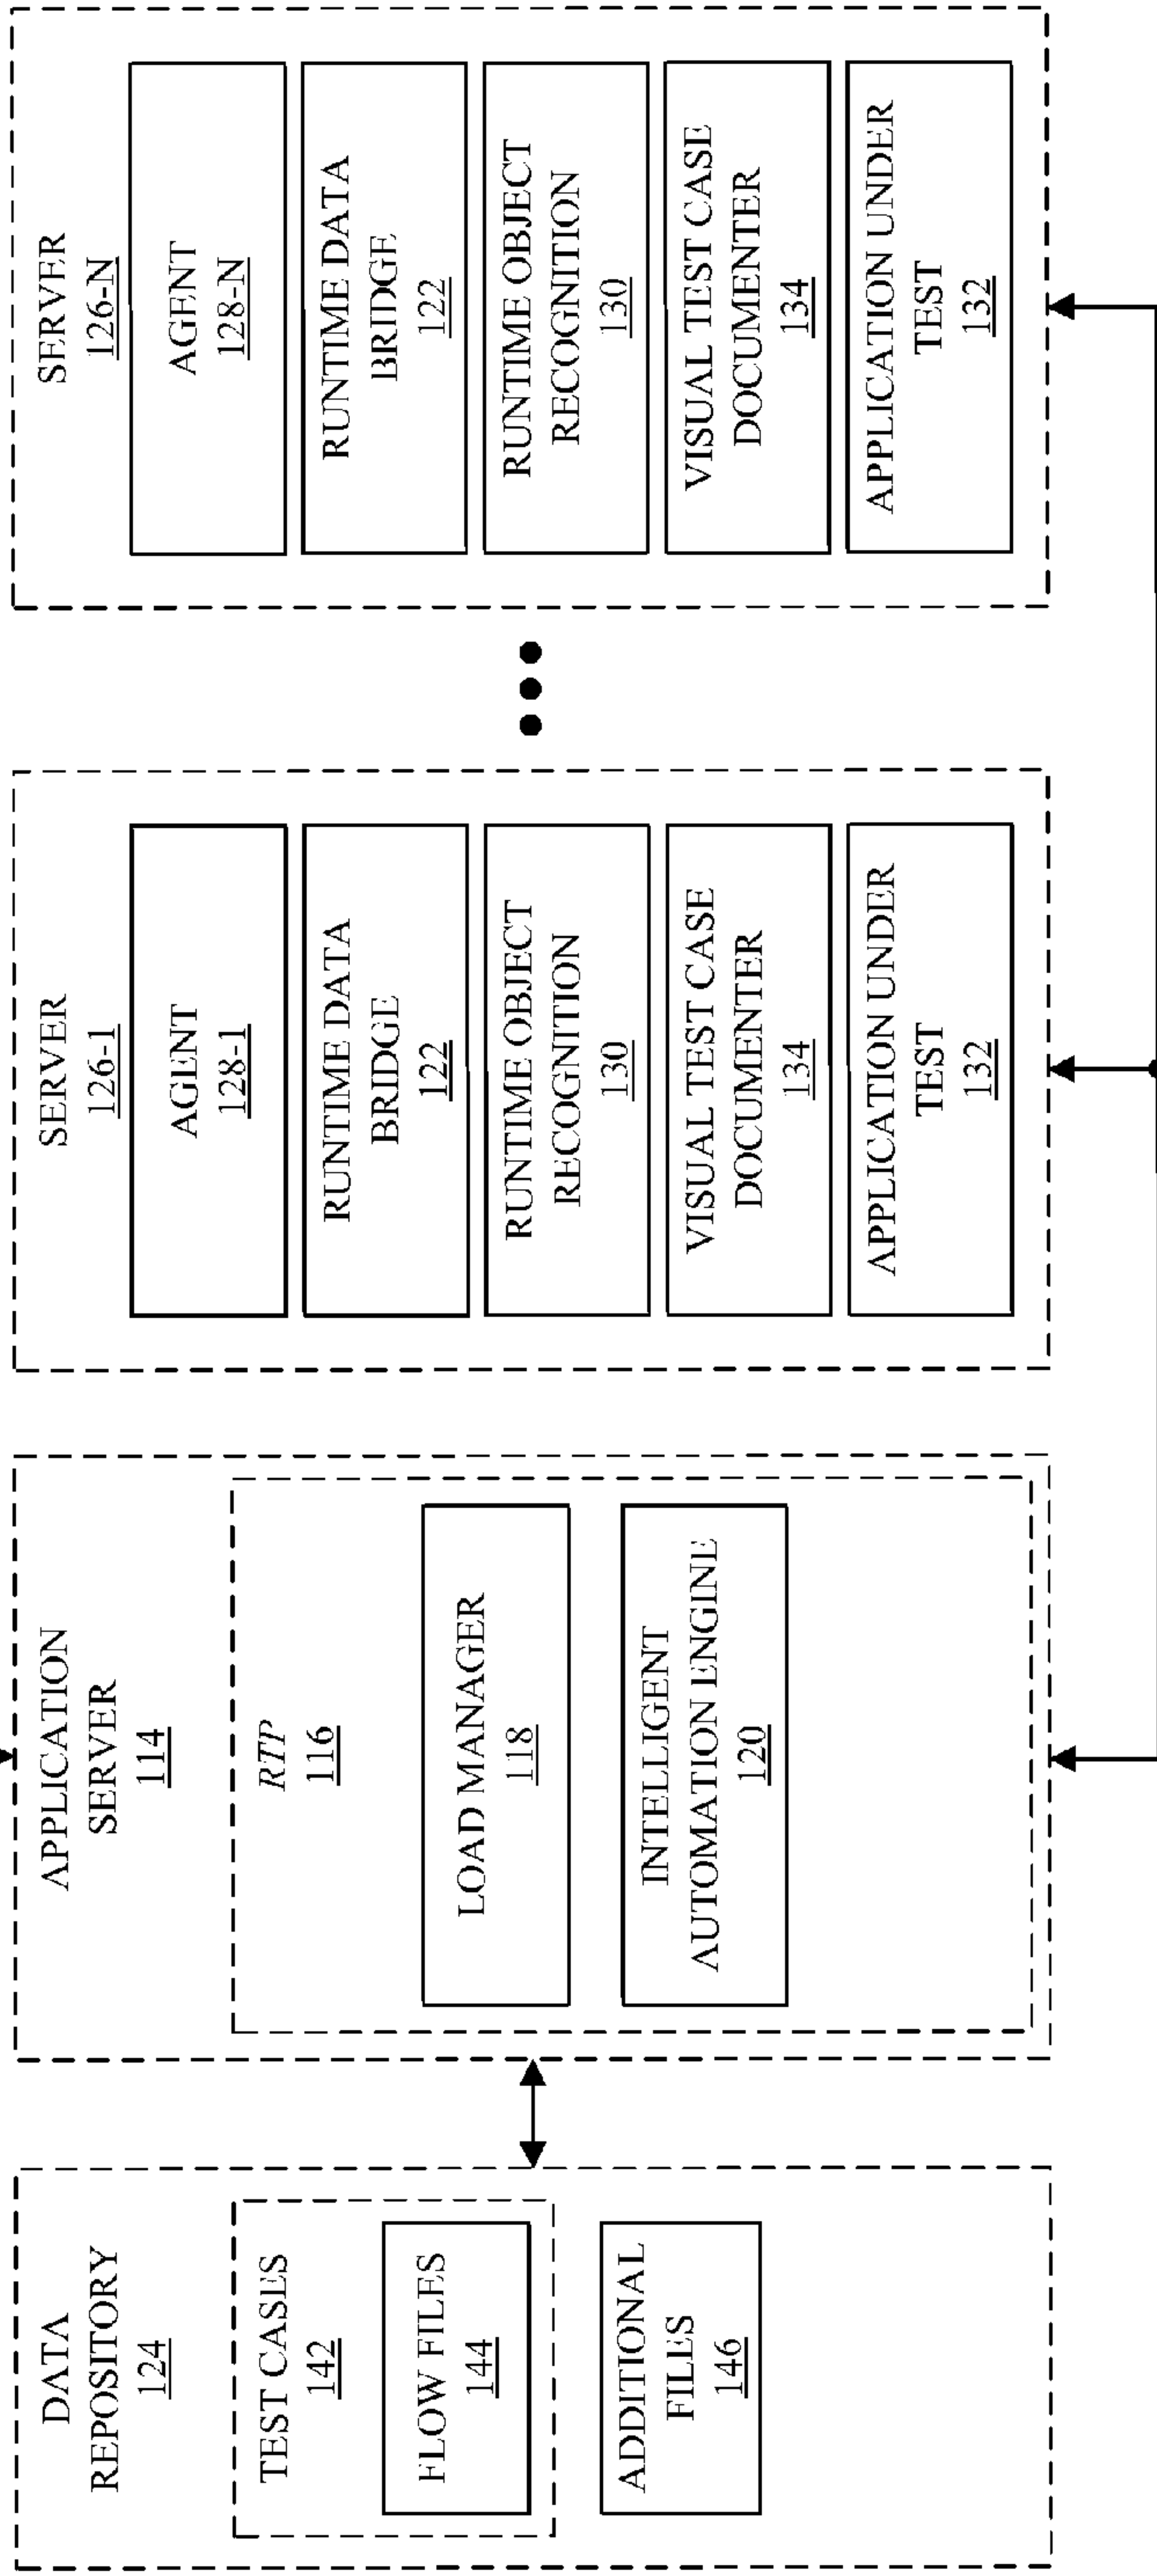 DATA
REPOSITORY
124
TEST CASES
142
FLOW FILES
144
ADDITIONAL
FILES
146
APPLICATION
SERVER
114
RTP
116
LOAD MANAGER
118
INTELLIGENT
AUTOMATION ENGINE
120
SERVER
126-1
AGENT
128-1
RUNTIME DATA
BRIDGE
122
RUNTIME OBJECT
RECOGNITION
130
VISUAL TEST CASE
DOCUMENTER
134
APPLICATION UNDER
TEST
132
SERVER
126-N
AGENT
128-N
RUNTIME DATA
BRIDGE
122
RUNTIME OBJECT
RECOGNITION
130
VISUAL TEST CASE
DOCUMENTER
134
APPLICATION UNDER
TEST
132